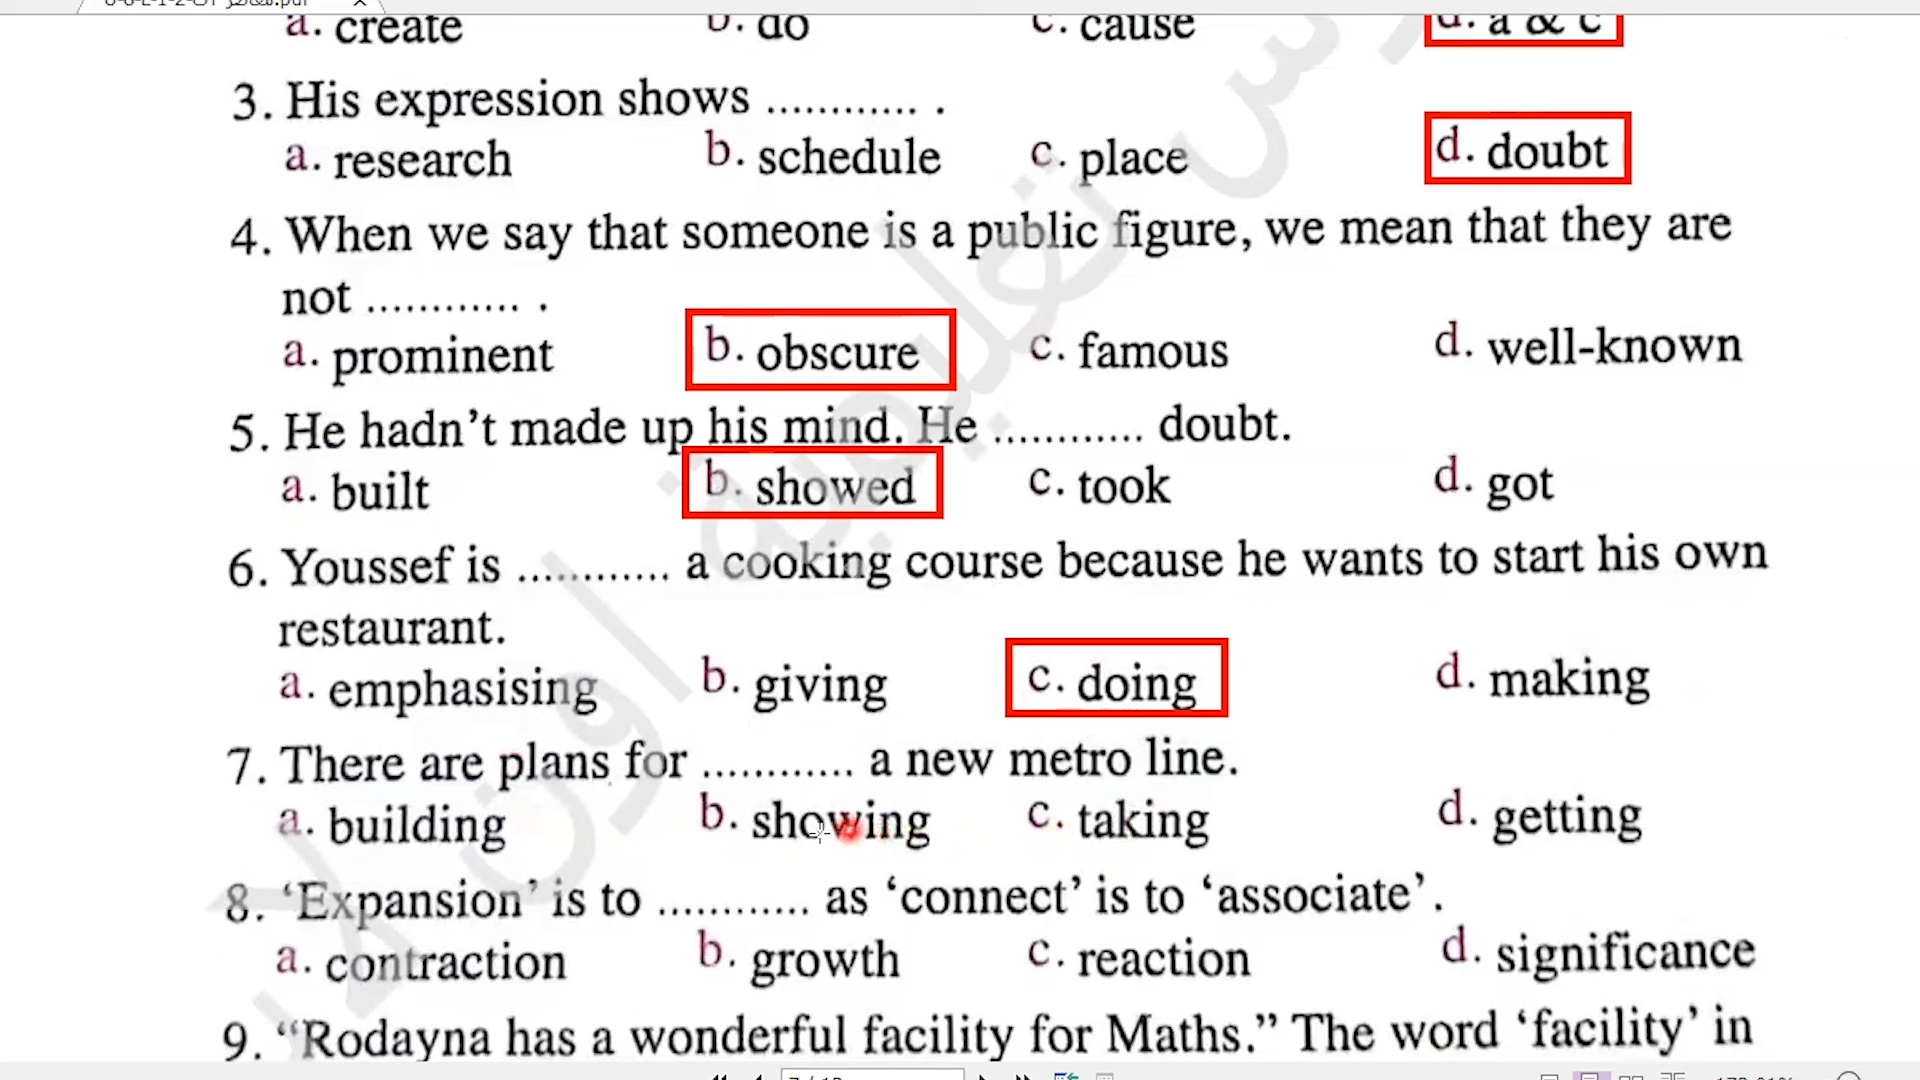 a. create b. do c. cause d. a & c
3. His expression shows ............ .
a. research b. schedule c. place d. doubt
4. When we say that someone is a public figure, we mean that they are
not ............ .
a. prominent b. obscure c. famous d. well-known
5. He hadn't made up his mind. He ............ doubt.
a. built b. showed c. took d. got
6. Youssef is ............ a cooking course because he wants to start his own
restaurant.
a. emphasising b. giving c. doing d. making
7. There are plans for ............ a new metro line.
a. building b. showing c. taking d. getting
8. ‘Expansion’ is to ............ as ‘connect’ is to ‘associate’.
a. contraction b. growth c. reaction d. significance
9. “Rodayna has a wonderful facility for Maths.” The word ‘facility’ in